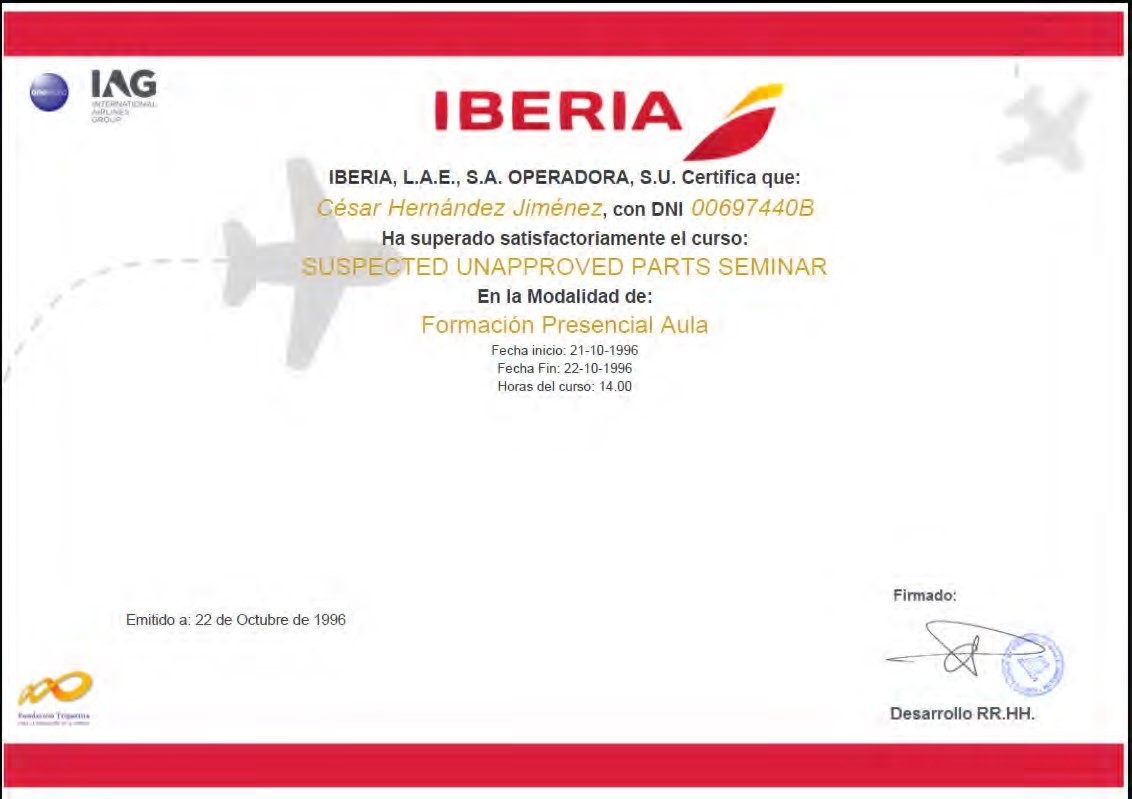 IAG
INTERNATIONAL
AIRLINES
GROUP
IBERIA
IBERIA, L.A.E., S.A. OPERADORA, S.U. Certifica que:
César Hernández Jiménez, con DNI 00697440B
Ha superado satisfactoriamente el curso:
SUSPECTED UNAPPROVED PARTS SEMINAR
En la Modalidad de:
Formación Presencial Aula
Fecha inicio: 21-10-1996
Fecha Fin: 22-10-1996
Horas del curso: 14.00
Firmado:
Emitido a: 22 de Octubre de 1996
Fundación Tripartita
Desarrollo RR.HH.